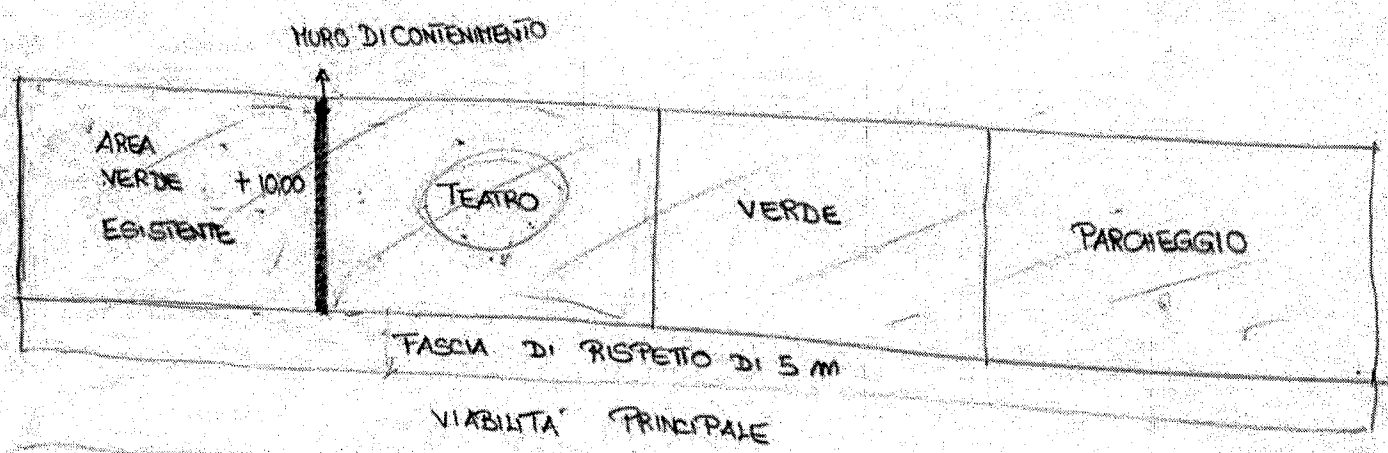 MURO DI CONTENIMENTO
AREA
VERDE + 10.00
ESISTENTE
TEATRO
VERDE
PARCHEGGIO
FASCIA DI RISPETTO DI 5 m
VIABILITA' PRINCIPALE